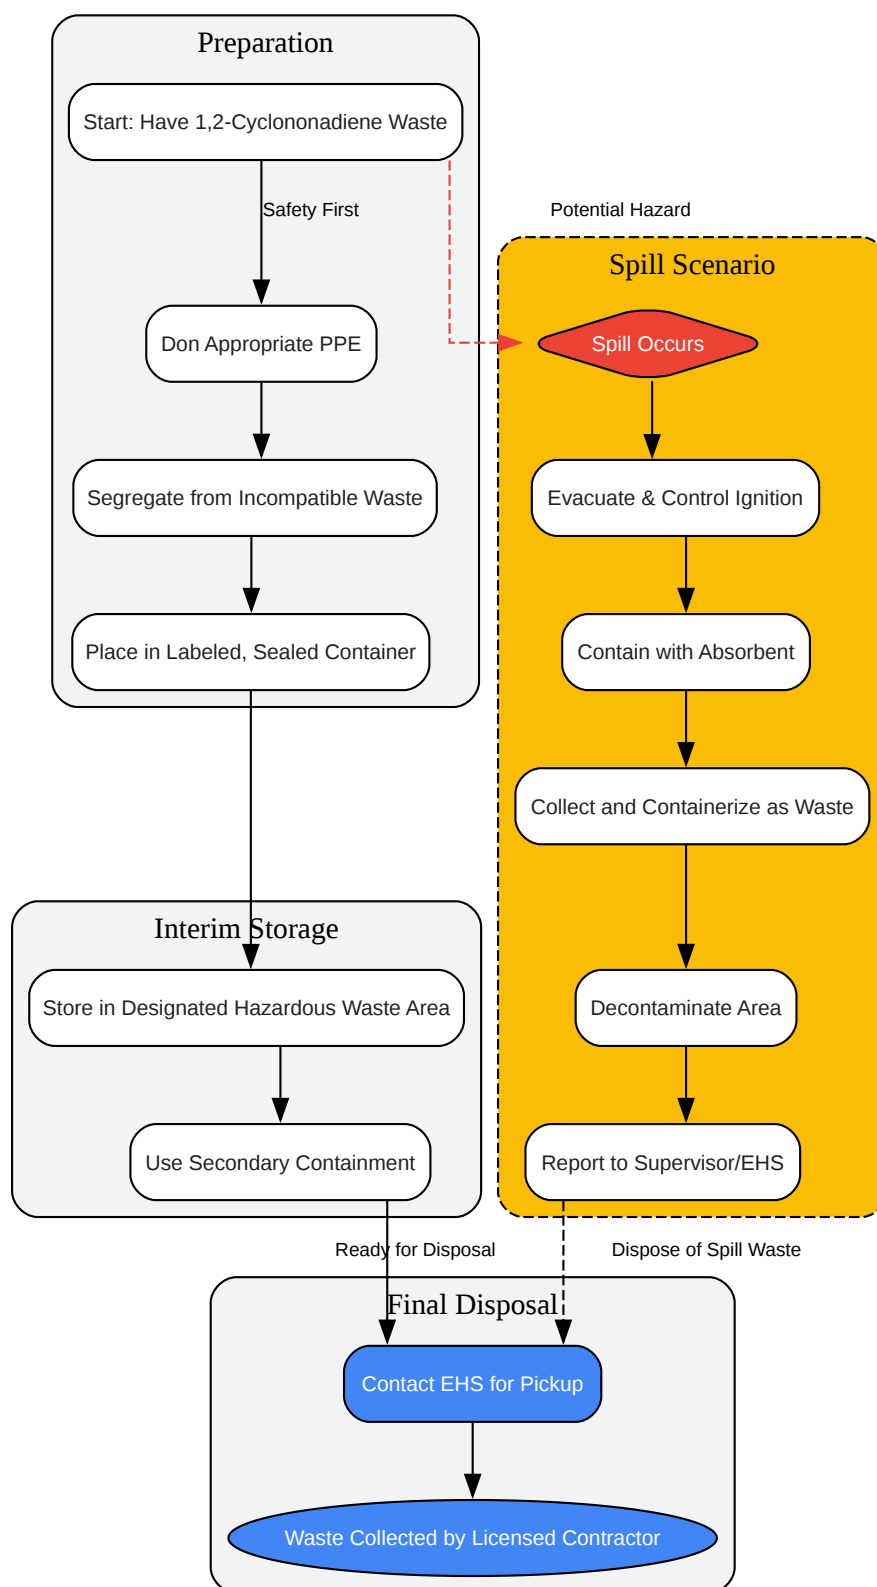 Preparation
Start: Have 1,2-Cyclononadiene Waste
Safety First
Potential Hazard
Spill Scenario
Don Appropriate PPE
Spill Occurs
Segregate from Incompatible Waste
Evacuate & Control Ignition
Place in Labeled, Sealed Container
Contain with Absorbent
Collect and Containerize as Waste
Interim Storage
Store in Designated Hazardous Waste Area
Decontaminate Area
Use Secondary Containment
Report to Supervisor/EHS
Ready for Disposal
Dispose of Spill Waste
Final Disposal
Contact EHS for Pickup
Waste Collected by Licensed Contractor